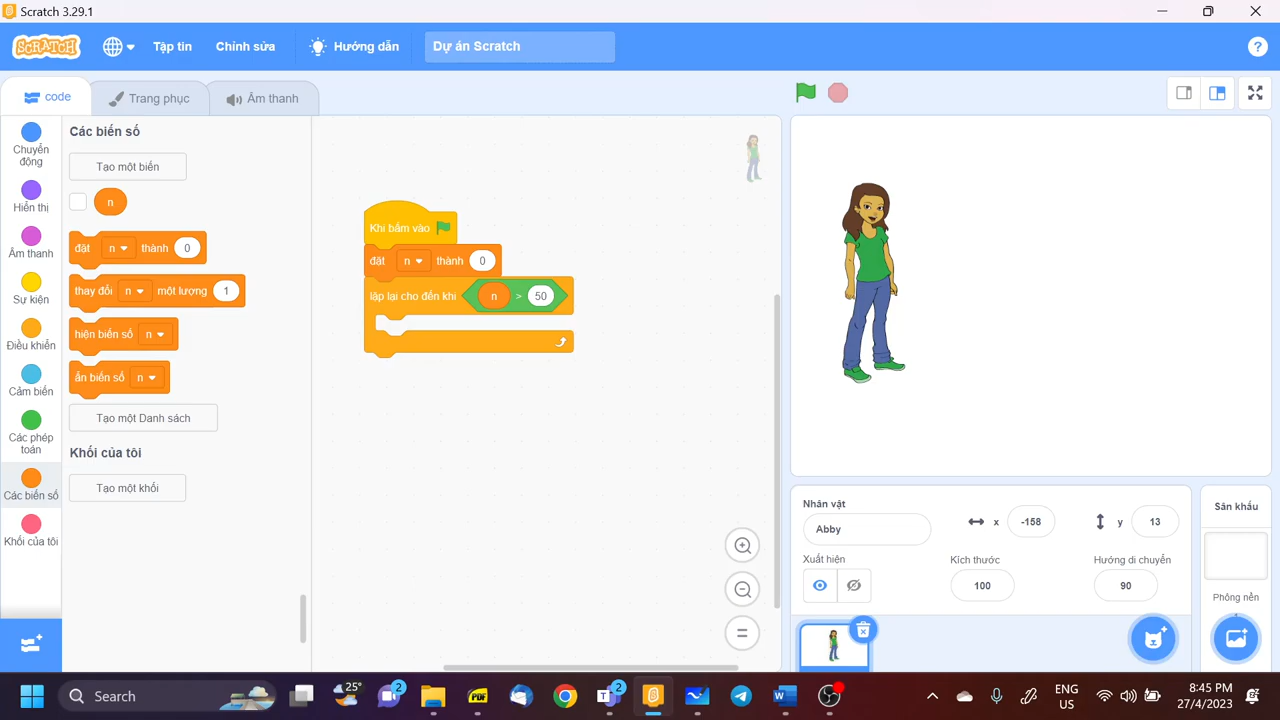 Scratch 3.29.1
SCRATCH
Tập tin
Chỉnh sửa
Hướng dẫn
Dự án Scratch
?
code
Trang phục
Âm thanh
Chuyển động
Hiển thị
Âm thanh
Sự kiện
Điều khiển
Cảm biến
Các phép toán
Các biến số
Khối của tôi
Các biến số
Tạo một biến
n
đặt n thành 0
thay đổi n một lượng 1
hiện biến số n
ẩn biến số n
Tạo một Danh sách
Khối của tôi
Tạo một khối
Khi bấm vào
đặt n thành 0
lặp lại cho đến khi n > 50
Nhân vật
Abby
x -158
y 13
Xuất hiện
Kích thước
100
Hướng di chuyển
90
Sân khấu
Phông nền
Search
25°
2
PDF
2
ENG
US
8:45 PM
27/4/2023